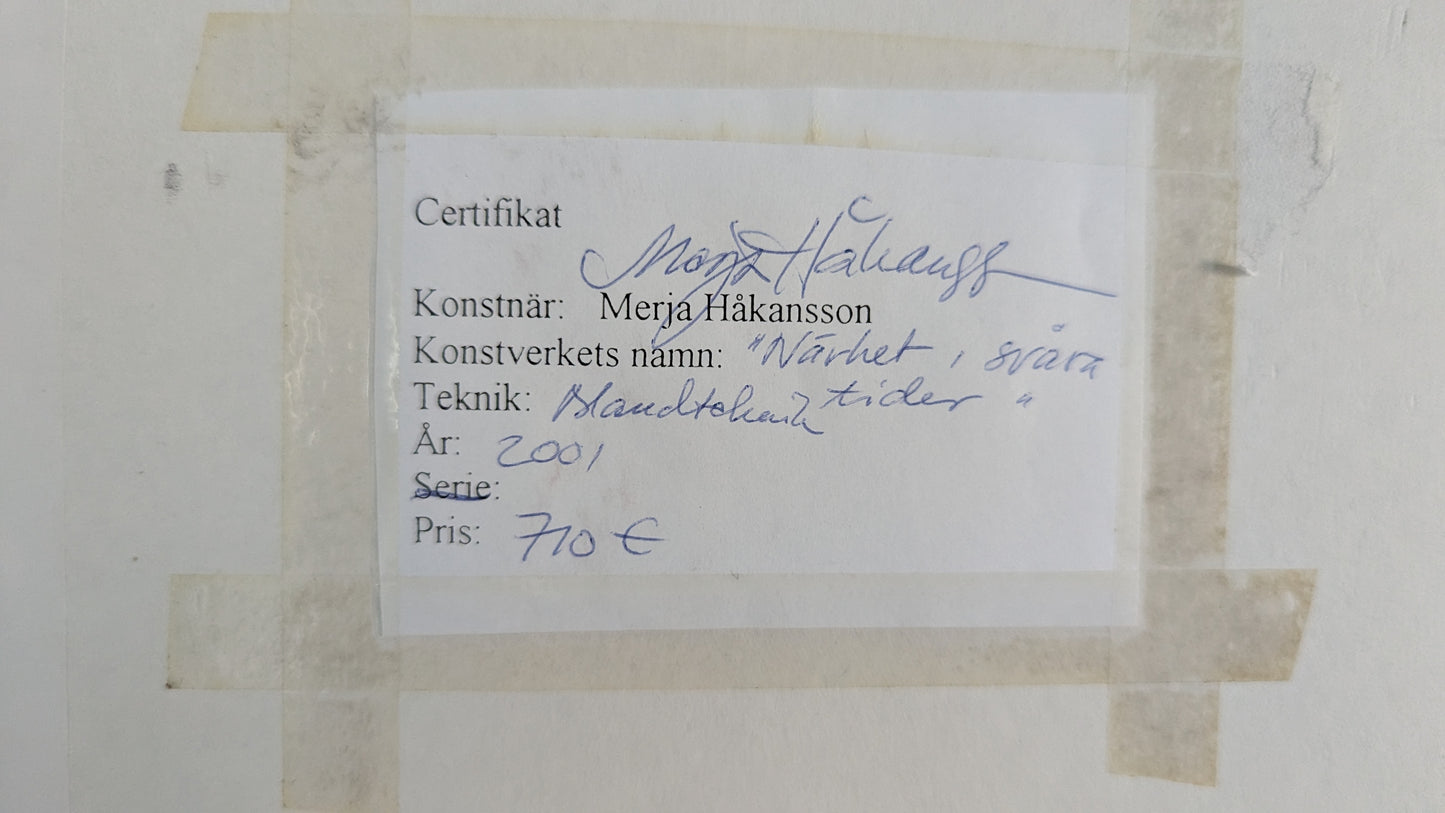 Certifikat
Merja Håkansson
Konstnär: Merja Håkansson
Konstverkets namn: "Närhet i svåra
Teknik: Blandteknik tider"
År: 2001
Serie:
Pris: 710 €